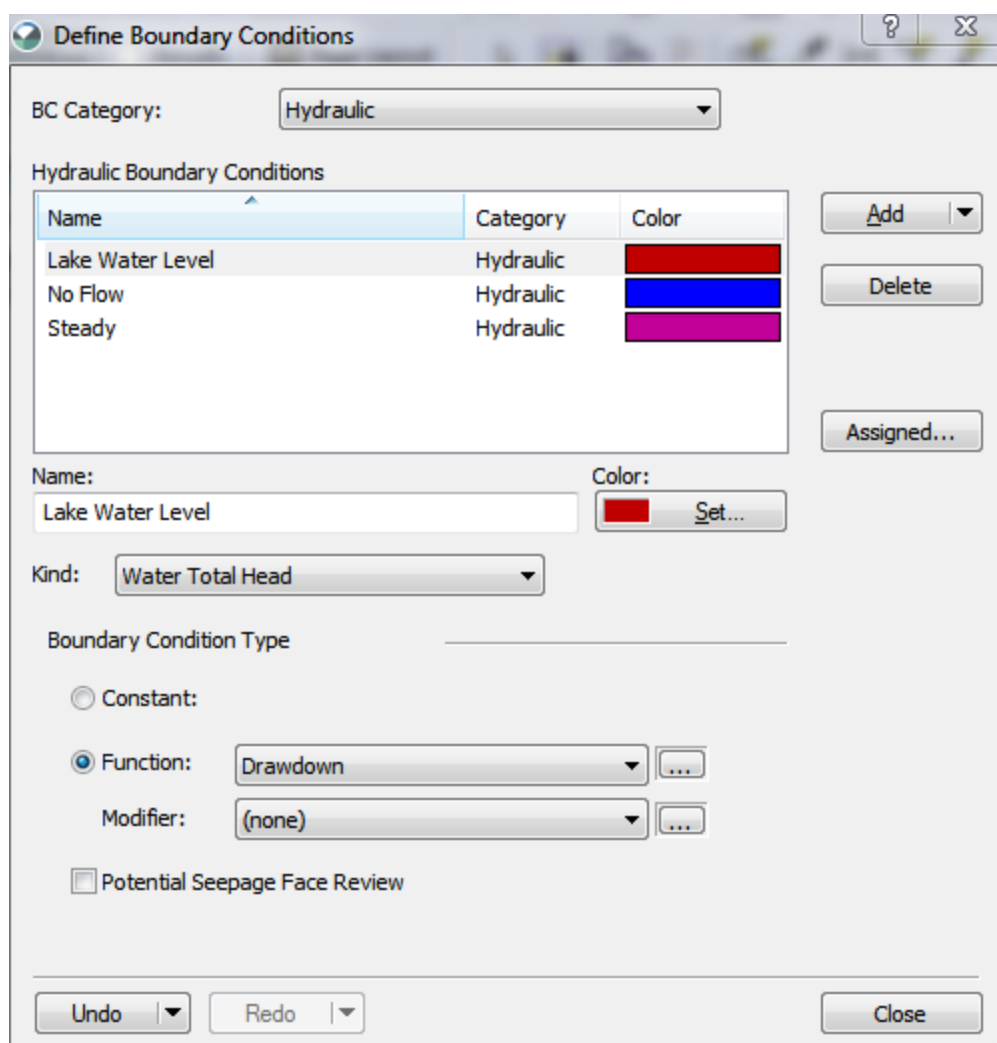 Define Boundary Conditions ?
BC Category: Hydraulic
Hydraulic Boundary Conditions
Name Category Color Add
Lake Water Level Hydraulic
No Flow Hydraulic Delete
Steady Hydraulic
Assigned...
Name: Color:
Lake Water Level Set...
Kind: Water Total Head
Boundary Condition Type
Constant:
Function: Drawdown ...
Modifier: (none) ...
Potential Seepage Face Review
Undo Redo Close